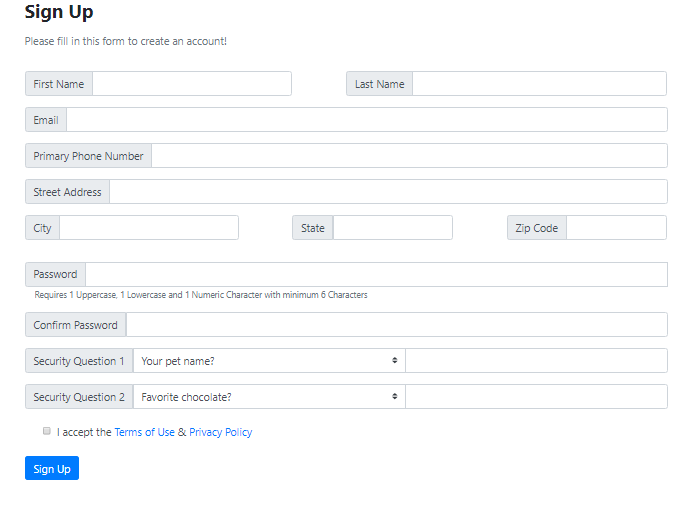 Sign Up
Please fill in this form to create an account!
First Name Last Name
Email
Primary Phone Number
Street Address
City State Zip Code
Password
Requires 1 Uppercase, 1 Lowercase and 1 Numeric Character with minimum 6 Characters
Confirm Password
Security Question 1 Your pet name?
Security Question 2 Favorite chocolate?
I accept the Terms of Use & Privacy Policy
Sign Up